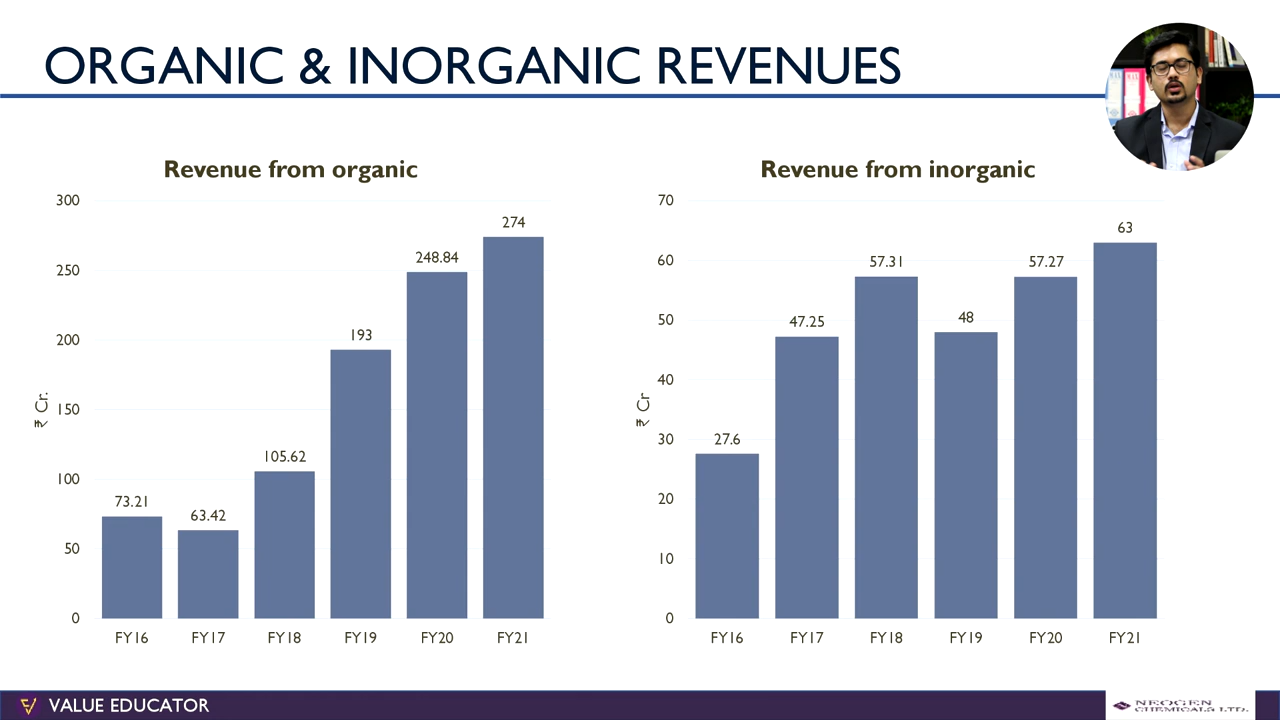 ORGANIC & INORGANIC REVENUES
Revenue from organic
300
250
200
150
100
50
0
₹ Cr.
73.21
63.42
105.62
193
248.84
274
FY16 FY17 FY18 FY19 FY20 FY21
Revenue from inorganic
70
60
50
40
30
20
10
0
₹ Cr
27.6
47.25
57.31
48
57.27
63
FY16 FY17 FY18 FY19 FY20 FY21
VALUE EDUCATOR
NEOGEN
CHEMICALS LTD.